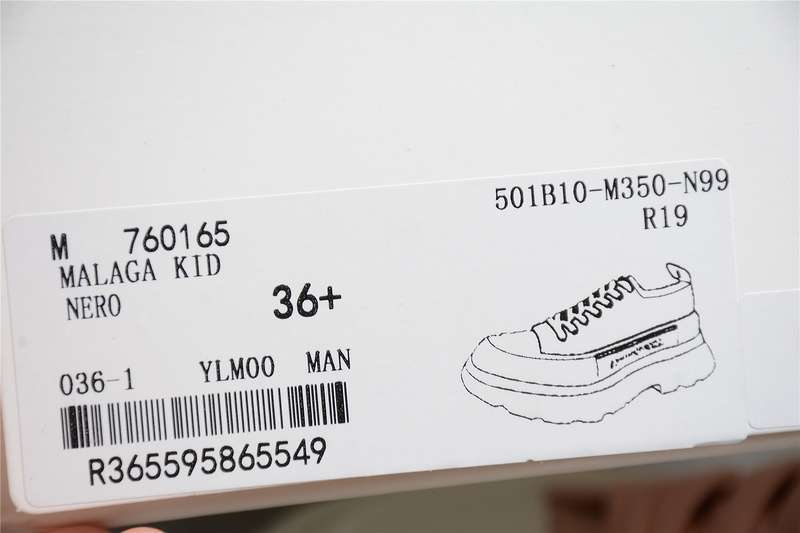 501B10-M350-N99
R19
M 760165
MALAGA KID
NERO
36+
036-1 YLM00 MAN
R365595865549